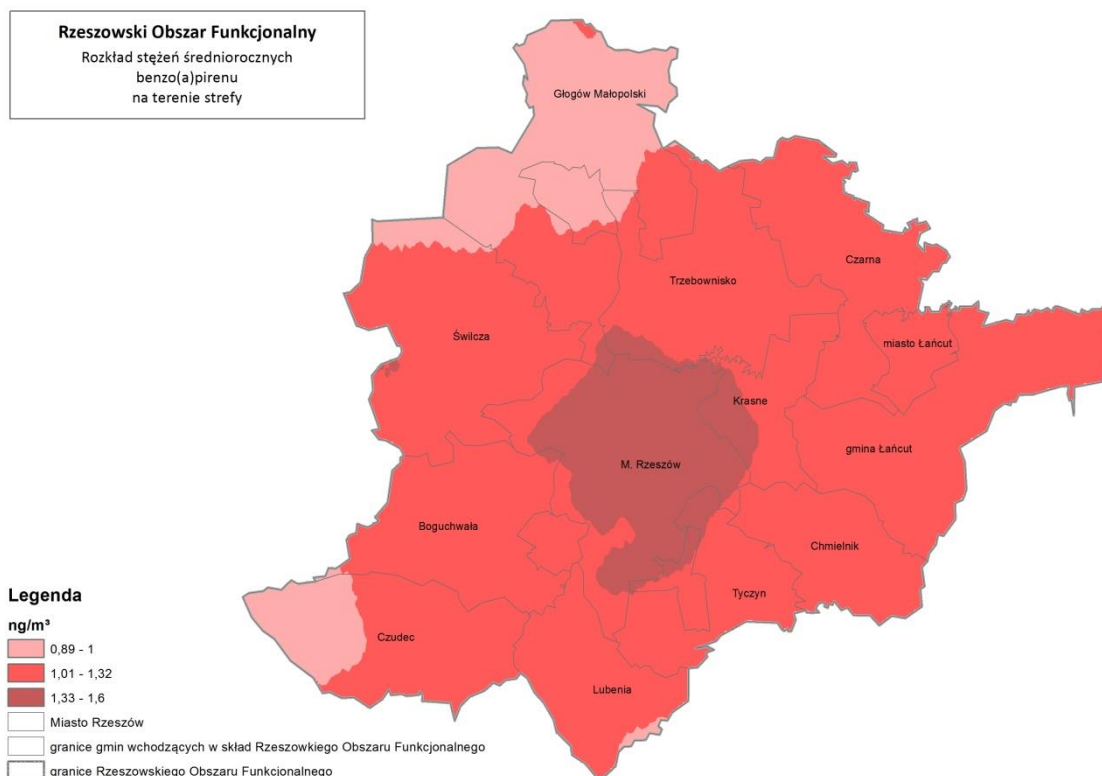 Rzeszowski Obszar Funkcjonalny
Rozkład stężeń średniorocznych
benzo(a)pirenu
na terenie strefy
Głogów Małopolski
Czarna
Trzebownisko
Świlcza
miasto Łańcut
Krasne
gmina Łańcut
M. Rzeszów
Boguchwała
Chmielnik
Tyczyn
Czudec
Lubenia
Legenda
ng/m³
0,89 - 1
1,01 - 1,32
1,33 - 1,6
Miasto Rzeszów
granice gmin wchodzących w skład Rzeszowkiego Obszaru Funkcjonalnego
granice Rzeszowskiego Obszaru Funkcjonalnego